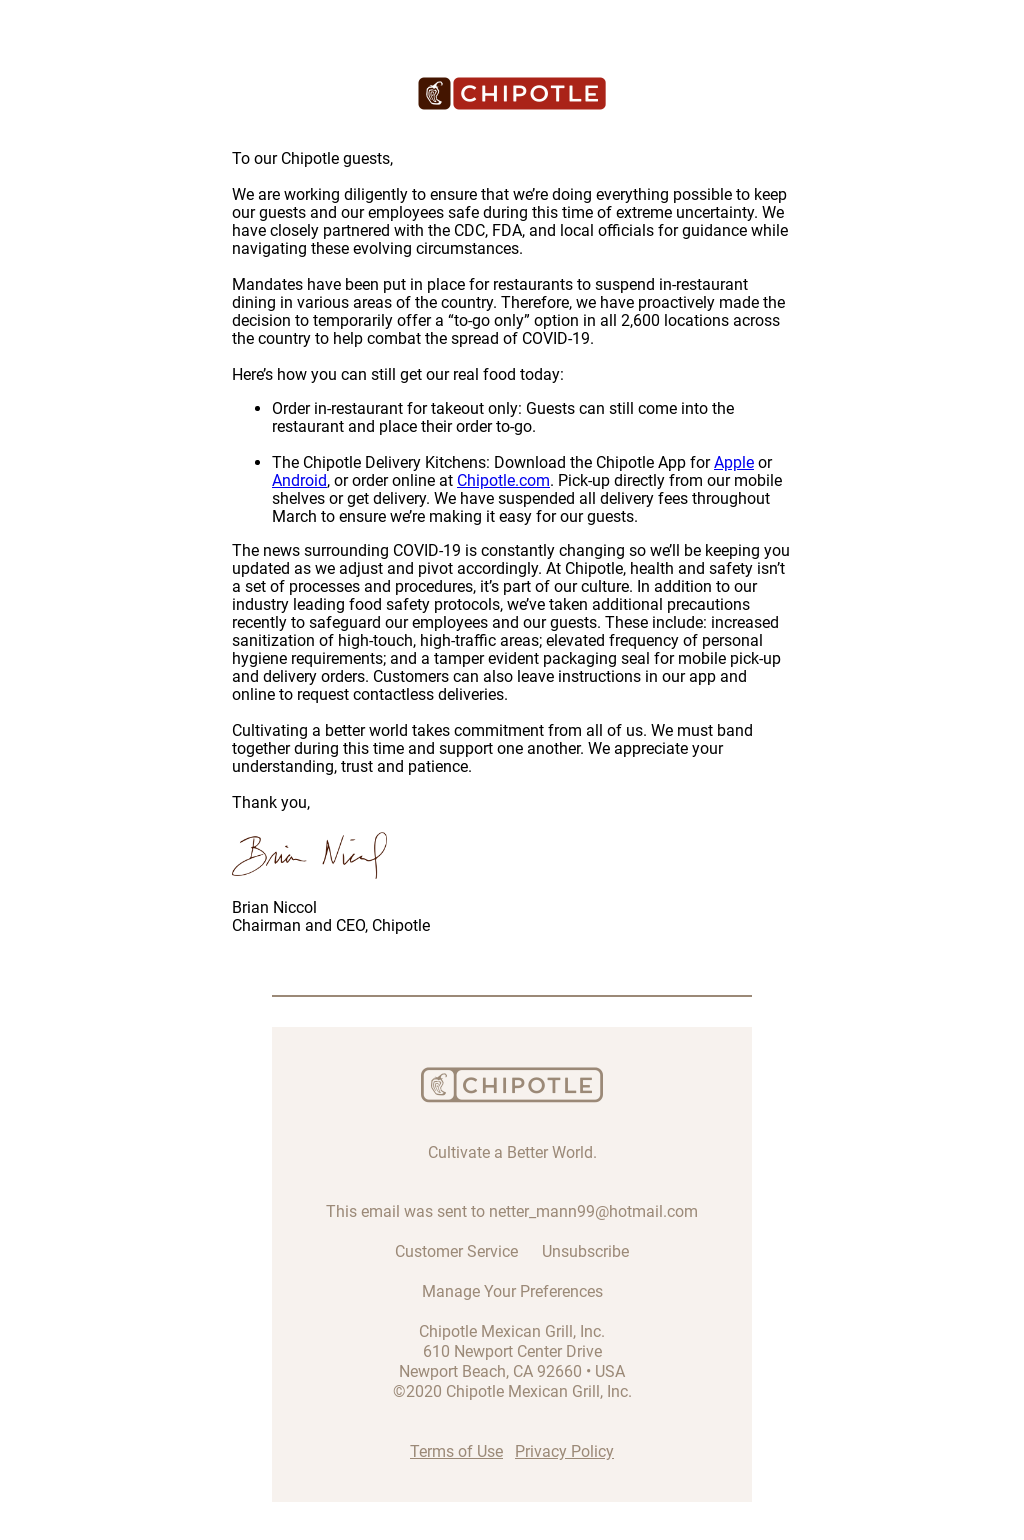 CHIPOTLE
To our Chipotle guests,
We are working diligently to ensure that we’re doing everything possible to keep
our guests and our employees safe during this time of extreme uncertainty. We
have closely partnered with the CDC, FDA, and local officials for guidance while
navigating these evolving circumstances.
Mandates have been put in place for restaurants to suspend in-restaurant
dining in various areas of the country. Therefore, we have proactively made the
decision to temporarily offer a “to-go only” option in all 2,600 locations across
the country to help combat the spread of COVID-19.
Here’s how you can still get our real food today:
• Order in-restaurant for takeout only: Guests can still come into the
restaurant and place their order to-go.
• The Chipotle Delivery Kitchens: Download the Chipotle App for Apple or
Android, or order online at Chipotle.com. Pick-up directly from our mobile
shelves or get delivery. We have suspended all delivery fees throughout
March to ensure we’re making it easy for our guests.
The news surrounding COVID-19 is constantly changing so we’ll be keeping you
updated as we adjust and pivot accordingly. At Chipotle, health and safety isn’t
a set of processes and procedures, it’s part of our culture. In addition to our
industry leading food safety protocols, we’ve taken additional precautions
recently to safeguard our employees and our guests. These include: increased
sanitization of high-touch, high-traffic areas; elevated frequency of personal
hygiene requirements; and a tamper evident packaging seal for mobile pick-up
and delivery orders. Customers can also leave instructions in our app and
online to request contactless deliveries.
Cultivating a better world takes commitment from all of us. We must band
together during this time and support one another. We appreciate your
understanding, trust and patience.
Thank you,
Brian Niccol
Brian Niccol
Chairman and CEO, Chipotle
CHIPOTLE
Cultivate a Better World.
This email was sent to netter_mann99@hotmail.com
Customer Service Unsubscribe
Manage Your Preferences
Chipotle Mexican Grill, Inc.
610 Newport Center Drive
Newport Beach, CA 92660 • USA
©2020 Chipotle Mexican Grill, Inc.
Terms of Use Privacy Policy